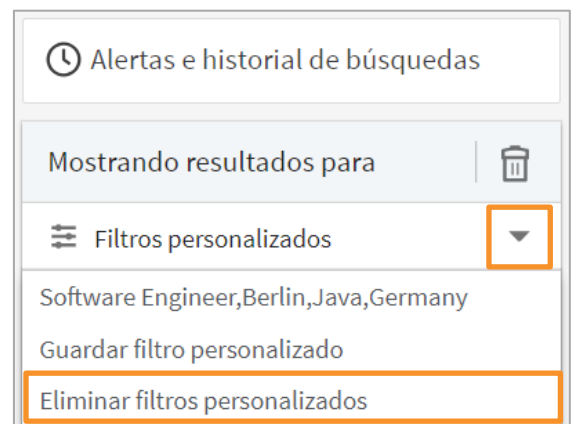 Alertas e historial de búsquedas
Mostrando resultados para
Filtros personalizados
Software Engineer,Berlin,Java,Germany
Guardar filtro personalizado
Eliminar filtros personalizados